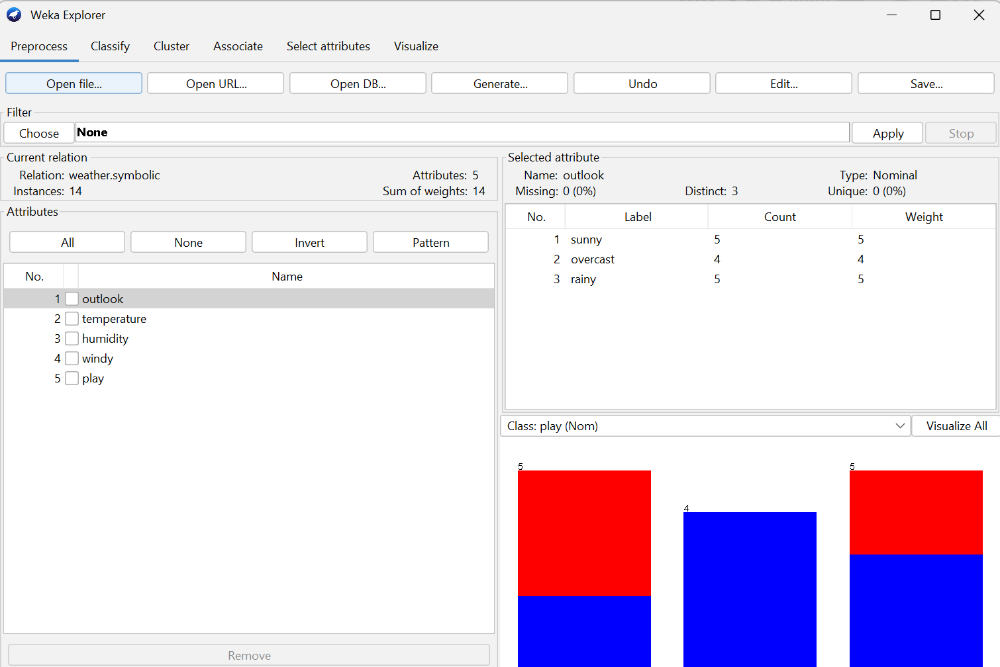 Weka Explorer
Preprocess Classify Cluster Associate Select attributes Visualize
Open file... Open URL... Open DB... Generate... Undo Edit... Save...
Filter
Choose None Apply Stop
Current relation
Relation: weather.symbolic Attributes: 5
Instances: 14 Sum of weights: 14
Attributes
All None Invert Pattern
No. Name
1 outlook
2 temperature
3 humidity
4 windy
5 play
Remove
Selected attribute
Name: outlook Type: Nominal
Missing: 0 (0%) Distinct: 3 Unique: 0 (0%)
No. Label Count Weight
1 sunny 5 5
2 overcast 4 4
3 rainy 5 5
Class: play (Nom) Visualize All
5 4 5